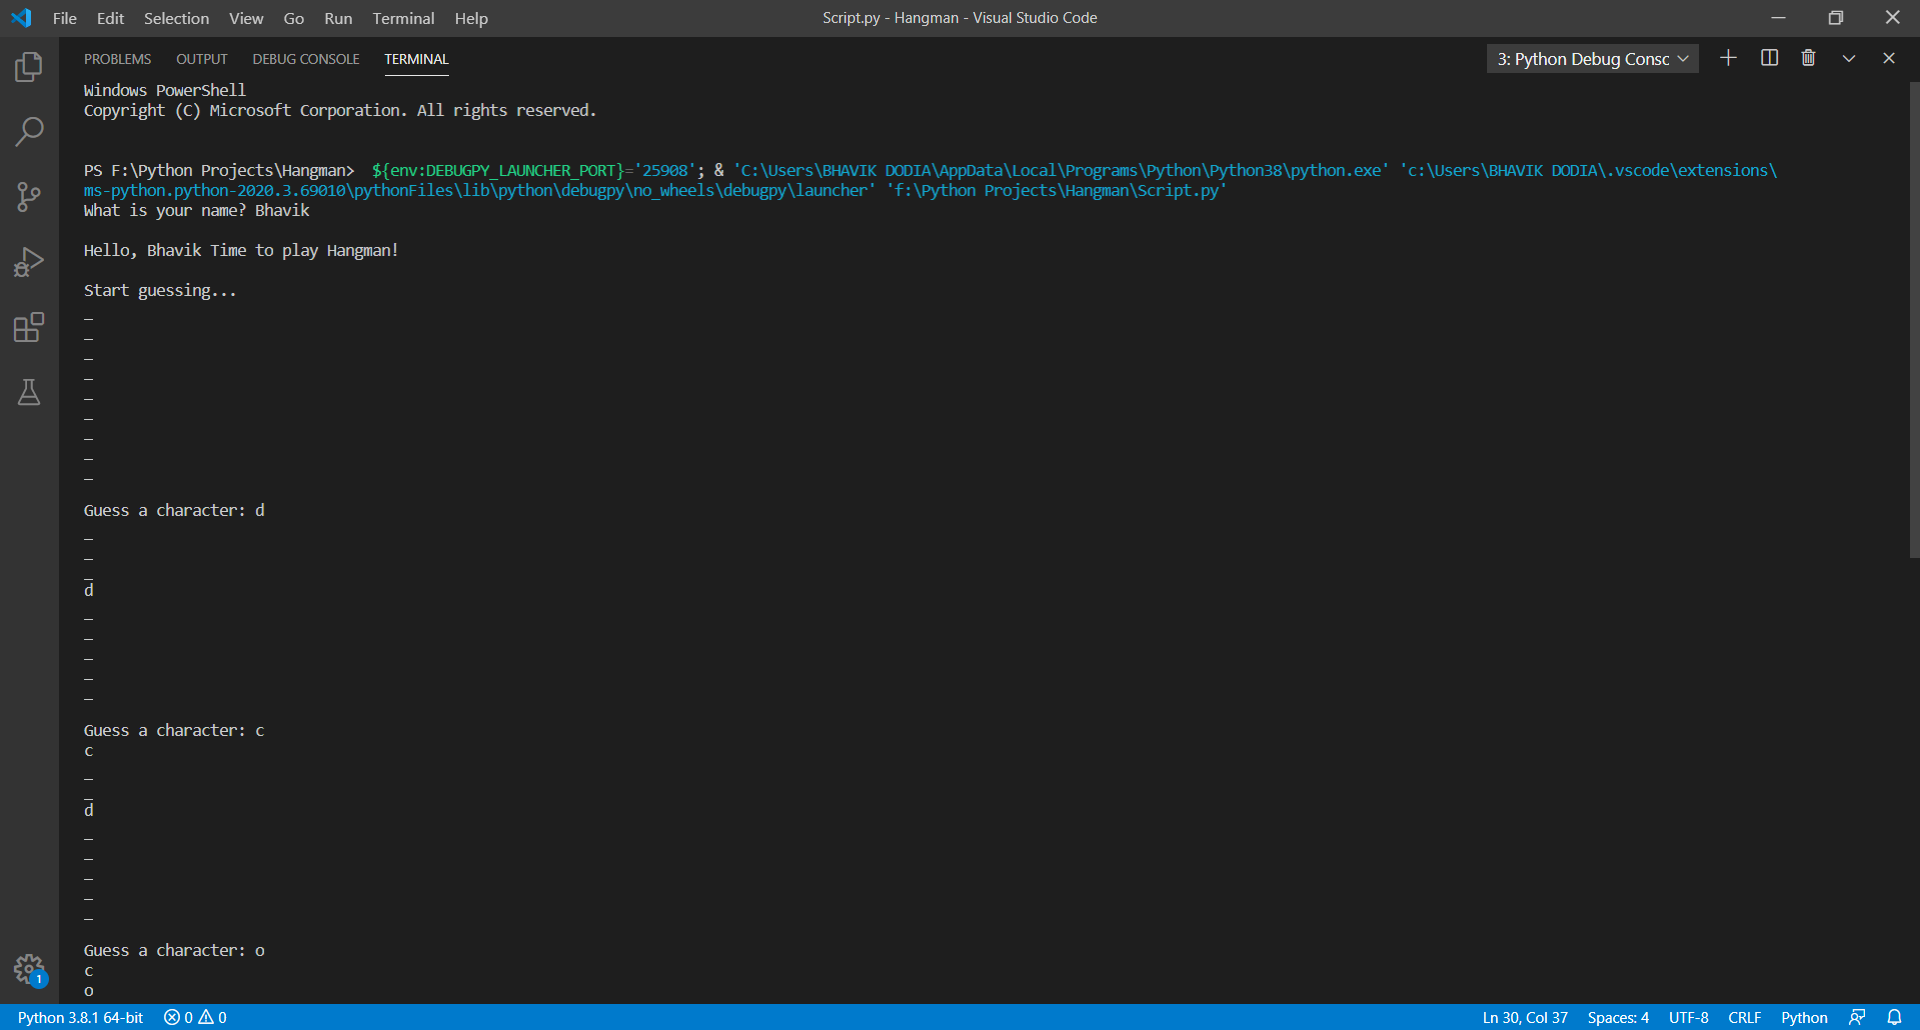 File Edit Selection View Go Run Terminal Help
Script.py - Hangman - Visual Studio Code
PROBLEMS OUTPUT DEBUG CONSOLE TERMINAL
3: Python Debug Consc
Windows PowerShell
Copyright (C) Microsoft Corporation. All rights reserved.
PS F:\Python Projects\Hangman>  ${env:DEBUGPY_LAUNCHER_PORT}='25908'; & 'C:\Users\BHAVIK DODIA\AppData\Local\Programs\Python\Python38\python.exe' 'c:\Users\BHAVIK DODIA\.vscode\extensions\
ms-python.python-2020.3.69010\pythonFiles\lib\python\debugpy\no_wheels\debugpy\launcher' 'f:\Python Projects\Hangman\Script.py'
What is your name? Bhavik
Hello, Bhavik Time to play Hangman!
Start guessing...
_
_
_
_
_
_
_
_
_
Guess a character: d
_
_
_
d
_
_
_
_
_
Guess a character: c
c
_
_
d
_
_
_
_
_
Guess a character: o
c
o
1
Python 3.8.1 64-bit 0 0
Ln 30, Col 37 Spaces: 4 UTF-8 CRLF Python